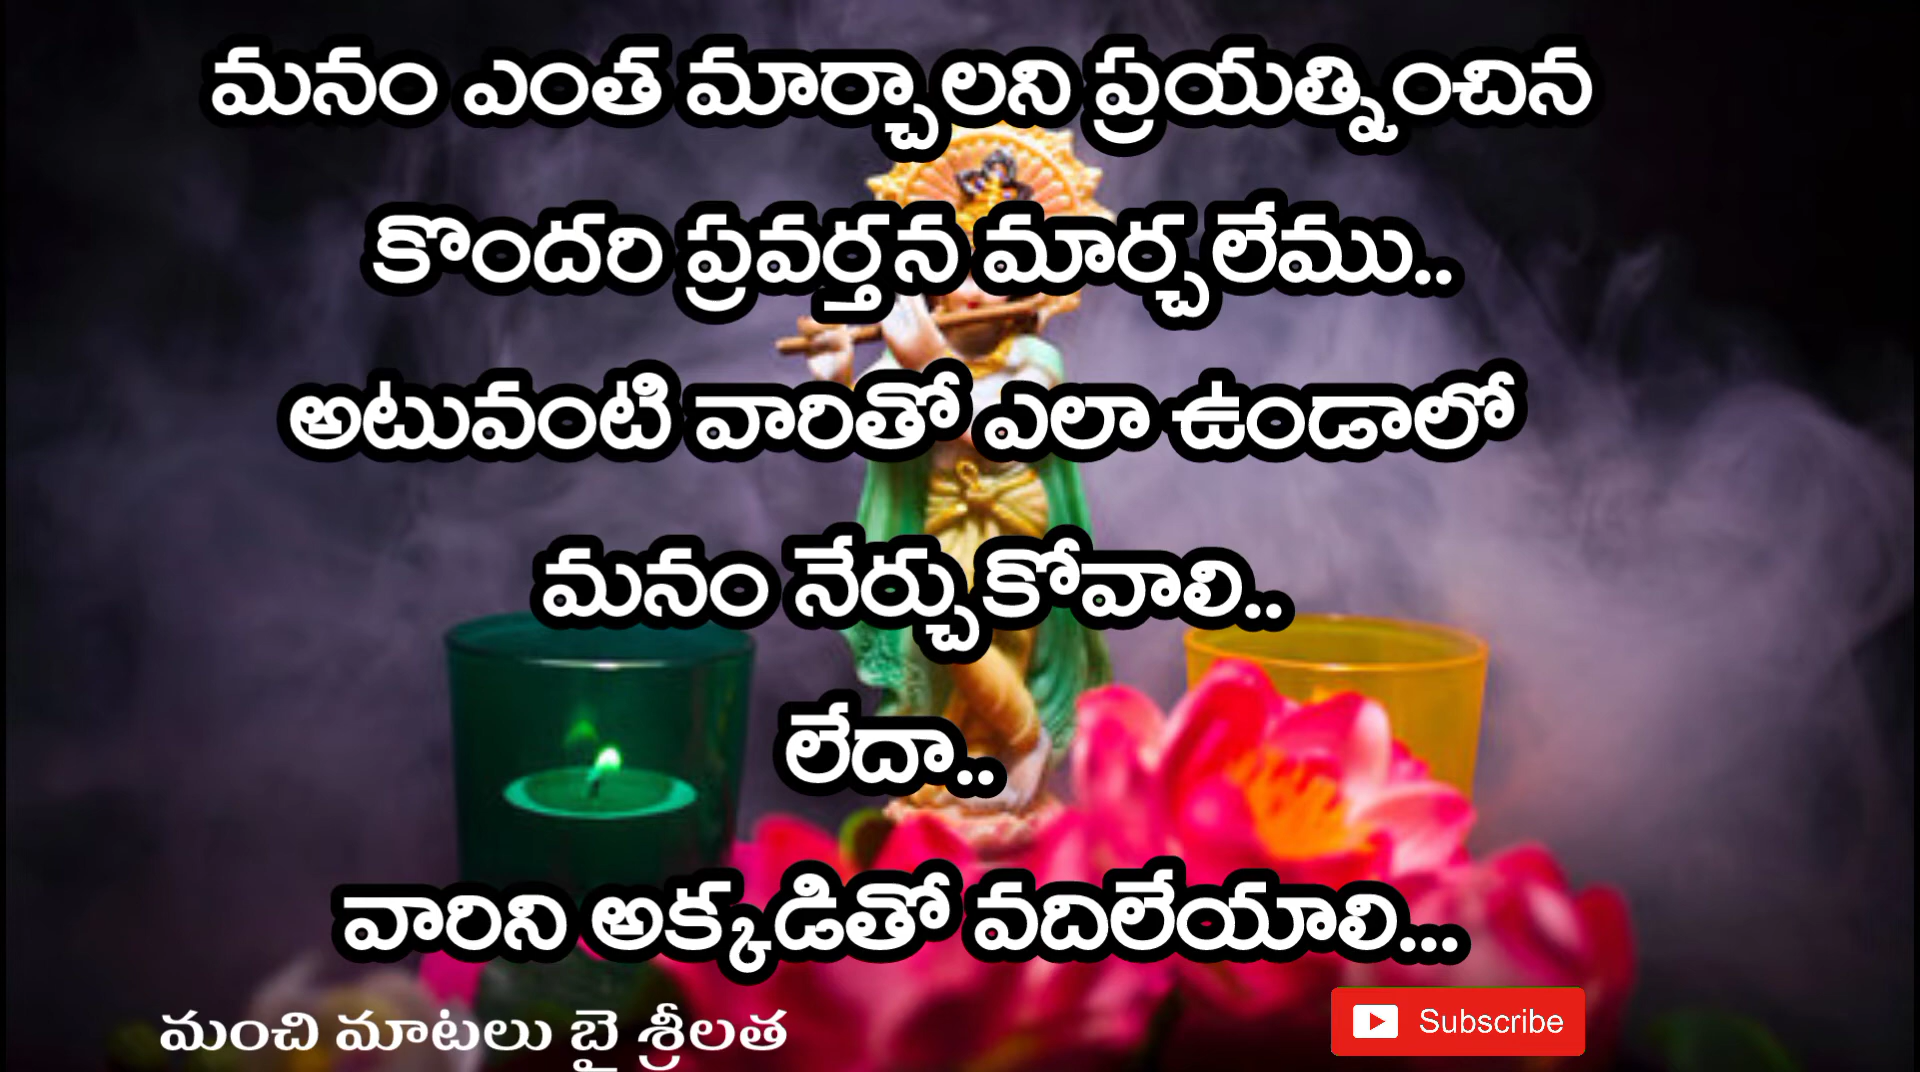 మనం ఎంత మార్చాలని ప్రయత్నించిన
కొందరి ప్రవర్తన మార్చలేము..
అటువంటి వారితో ఎలా ఉండాలో
మనం నేర్చుకోవాలి..
లేదా..
వారిని అక్కడితో వదిలేయాలి...
మంచి మాటలు బై శ్రీలత
Subscribe